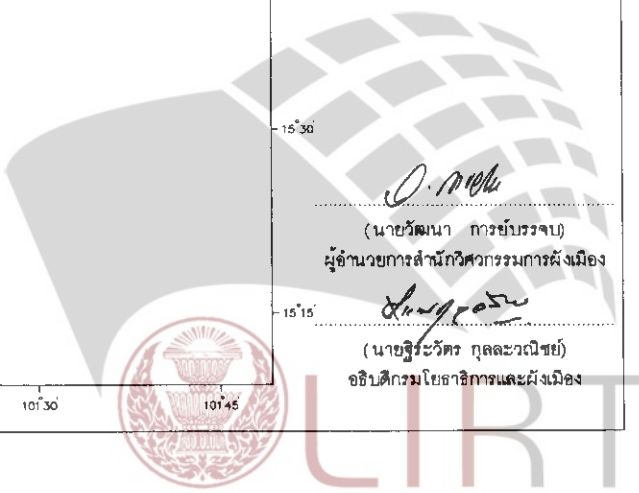 15°30'
(นายวัฒนา การย์บรรจบ)
ผู้อำนวยการสำนักวิศวกรรมการผังเมือง
15°15'
(นายฐิระวัตร กุลละวณิชย์)
อธิบดีกรมโยธาธิการและผังเมือง
101°30'
101°45'
LIRT